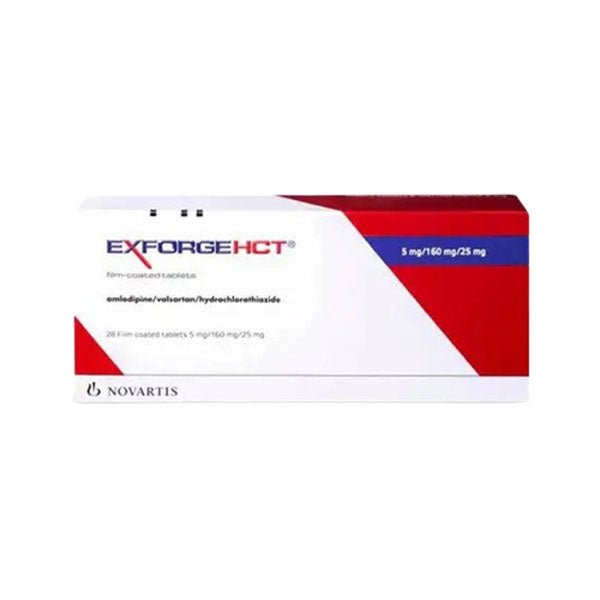 EXFORGEHCT®
film-coated tablets
amlodipine/valsartan/hydrochlorothiazide
28 Film coated tablets 5 mg/160 mg/25 mg
5 mg/160 mg/25 mg
NOVARTIS